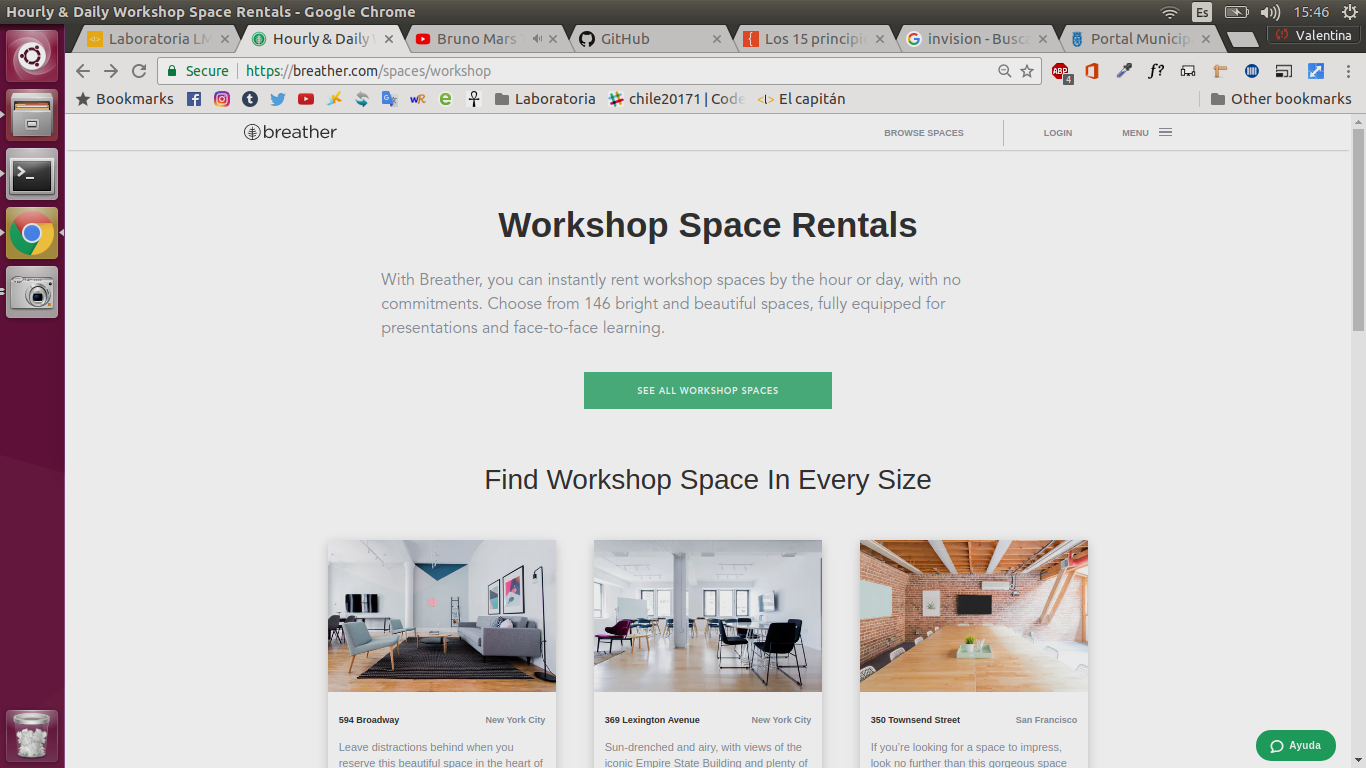 Hourly & Daily Workshop Space Rentals - Google Chrome
Es
15:46
Laboratoria LM
Hourly & Daily W
Bruno Mars
GitHub
Los 15 principi
invision - Busca
Portal Municip
Valentina
Secure
https://breather.com/spaces/workshop
ABP
4
f?
Bookmarks
wR
Laboratoria
chile20171 | Code
El capitán
Other bookmarks
breather
BROWSE SPACES
LOGIN
MENU
Workshop Space Rentals
With Breather, you can instantly rent workshop spaces by the hour or day, with no
commitments. Choose from 146 bright and beautiful spaces, fully equipped for
presentations and face-to-face learning.
SEE ALL WORKSHOP SPACES
Find Workshop Space In Every Size
594 Broadway
New York City
369 Lexington Avenue
New York City
350 Townsend Street
San Francisco
Leave distractions behind when you
reserve this beautiful space in the heart of
Sun-drenched and airy, with views of the
iconic Empire State Building and plenty of
If you’re looking for a space to impress,
look no further than this gorgeous space
Ayuda